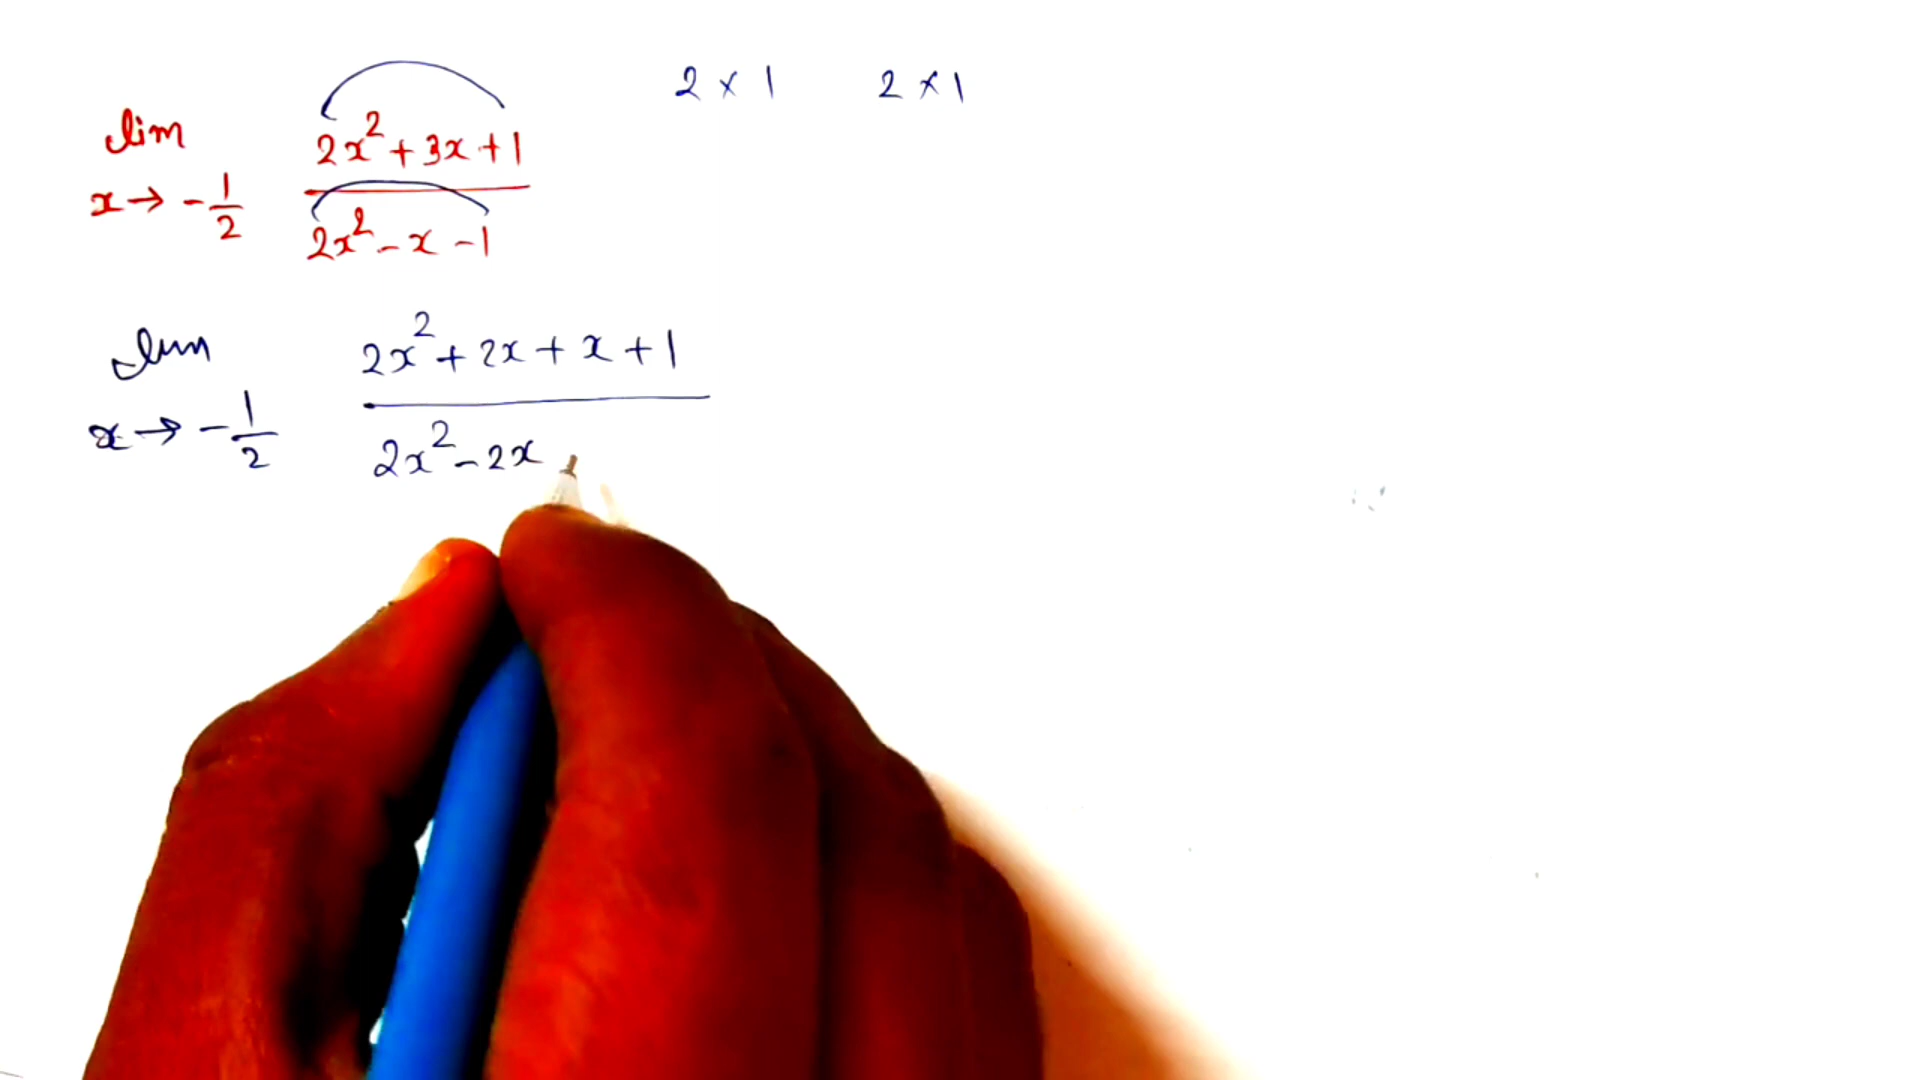 lim x→-1/2 (2x²+3x+1)/(2x²-x-1)
2×1 2×1
lim x→-1/2 (2x²+2x+x+1)/(2x²-2x